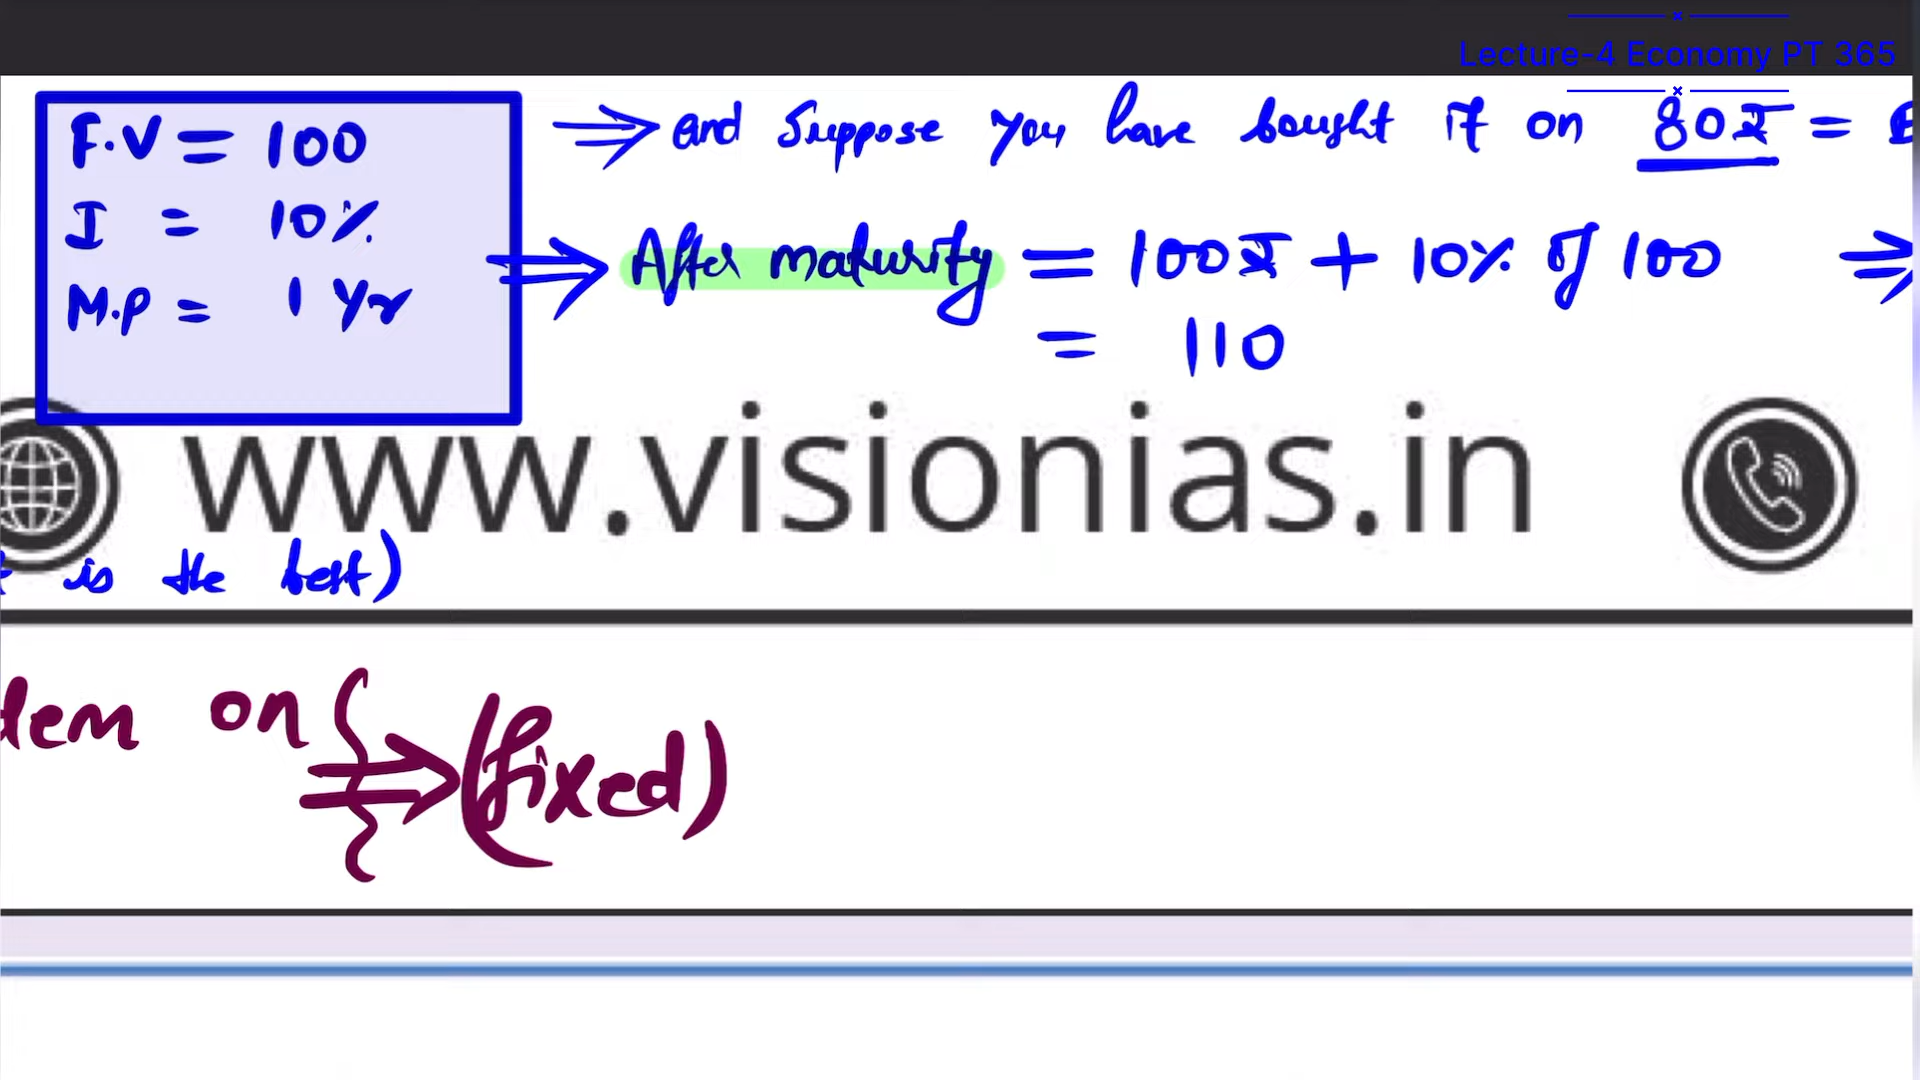 Lecture-4 Economy PT 365
F.V = 100
I = 10%
M.P = 1 Yr
⇒ and Suppose you have bought it on 80₹ =
⇒ After maturity = 100₹ + 10% of 100 ⇒
= 110
www.visionias.in
is the best)
on
⇒ (fixed)